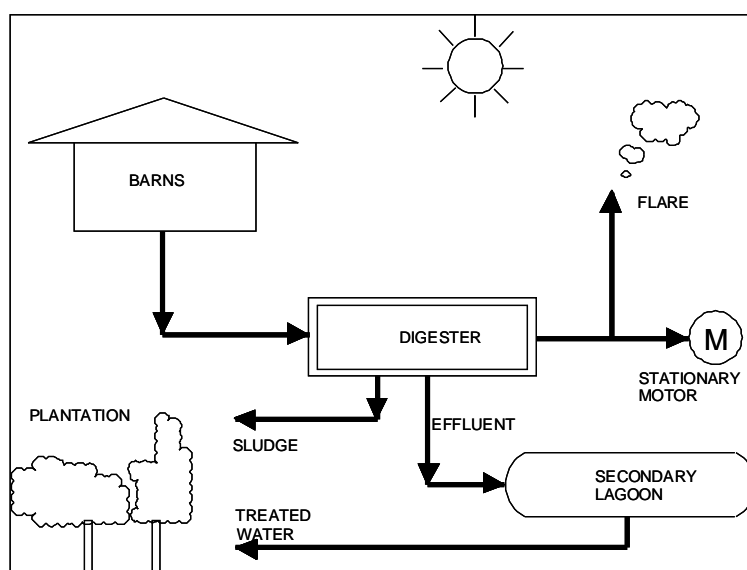 BARNS
FLARE
DIGESTER
M
STATIONARY
MOTOR
PLANTATION
SLUDGE
EFFLUENT
SECONDARY
LAGOON
TREATED
WATER